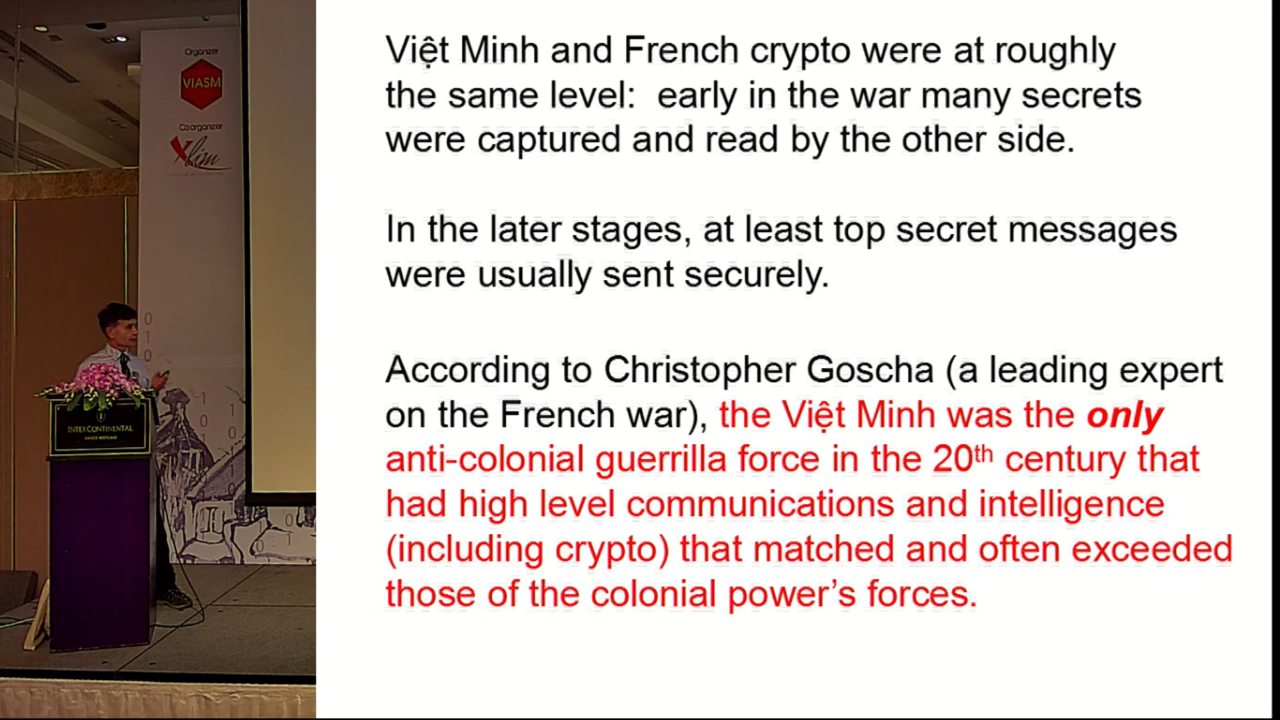 Organizer
VIASM
Co organizer
Xlim
INTERCONTINENTAL
Việt Minh and French crypto were at roughly
the same level:  early in the war many secrets
were captured and read by the other side.
In the later stages, at least top secret messages
were usually sent securely.
According to Christopher Goscha (a leading expert
on the French war), the Việt Minh was the only
anti-colonial guerrilla force in the 20th century that
had high level communications and intelligence
(including crypto) that matched and often exceeded
those of the colonial power's forces.